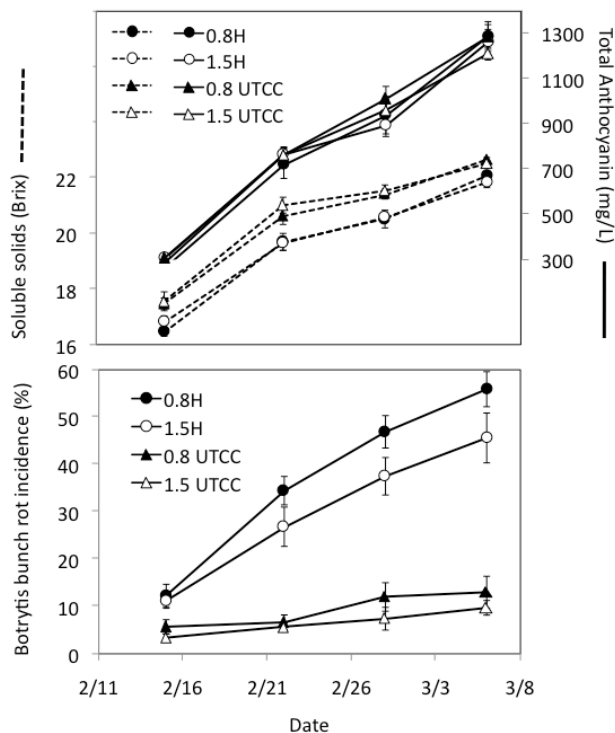 0.8H
1.5H
0.8 UTCC
1.5 UTCC
Soluble solids (Brix)
22
20
18
16
1300
1100
900
700
500
300
Total Anthocyanin (mg/L)
0.8H
1.5H
0.8 UTCC
1.5 UTCC
Botrytis bunch rot incidence (%)
60
50
40
30
20
10
0
2/11 2/16 2/21 2/26 3/3 3/8
Date